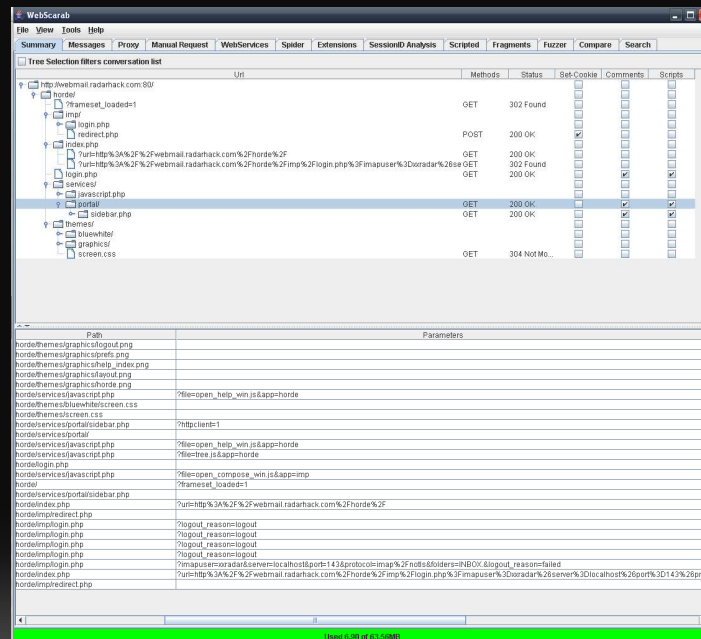 WebScarab
File View Tools Help
Summary Messages Proxy Manual Request WebServices Spider Extensions SessionID Analysis Scripted Fragments Fuzzer Compare Search
Tree Selection filters conversation list
Url Methods Status Set-Cookie Comments Scripts
http://webmail.radarhack.com:80/
horde/
?frameset_loaded=1 GET 302 Found
imp/
login.php
redirect.php POST 200 OK
index.php
?url=http%3A%2F%2Fwebmail.radarhack.com%2Fhorde%2F GET 200 OK
?url=http%3A%2F%2Fwebmail.radarhack.com%2Fhorde%2Fimp%2Flogin.php%3Fimapuser%3Dxxradar%26se GET 302 Found
login.php GET 200 OK
services/
javascript.php
portal/ GET 200 OK
sidebar.php GET 200 OK
themes/
bluewhite/
graphics/
screen.css GET 304 Not Mo...
Path Parameters
horde/themes/graphics/logout.png
horde/themes/graphics/prefs.png
horde/themes/graphics/help_index.png
horde/themes/graphics/layout.png
horde/themes/graphics/horde.png
horde/services/javascript.php ?file=open_help_win.js&app=horde
horde/themes/bluewhite/screen.css
horde/themes/screen.css
horde/services/portal/sidebar.php ?httpclient=1
horde/services/portal/
horde/services/javascript.php ?file=open_help_win.js&app=horde
horde/services/javascript.php ?file=tree.js&app=horde
horde/login.php
horde/services/javascript.php ?file=open_compose_win.js&app=imp
horde/ ?frameset_loaded=1
horde/services/portal/sidebar.php
horde/index.php ?url=http%3A%2F%2Fwebmail.radarhack.com%2Fhorde%2F
horde/imp/redirect.php
horde/imp/login.php ?logout_reason=logout
horde/imp/login.php ?logout_reason=logout
horde/imp/login.php ?logout_reason=logout
horde/imp/login.php ?logout_reason=logout
horde/imp/login.php ?imapuser=xxradar&server=localhost&port=143&protocol=imap%2Fnotls&folders=INBOX.&logout_reason=failed
horde/index.php ?url=http%3A%2F%2Fwebmail.radarhack.com%2Fhorde%2Fimp%2Flogin.php%3Fimapuser%3Dxxradar%26server%3Dlocalhost%26port%3D143%26pr
horde/imp/redirect.php
Used 6.90 of 63.56MB